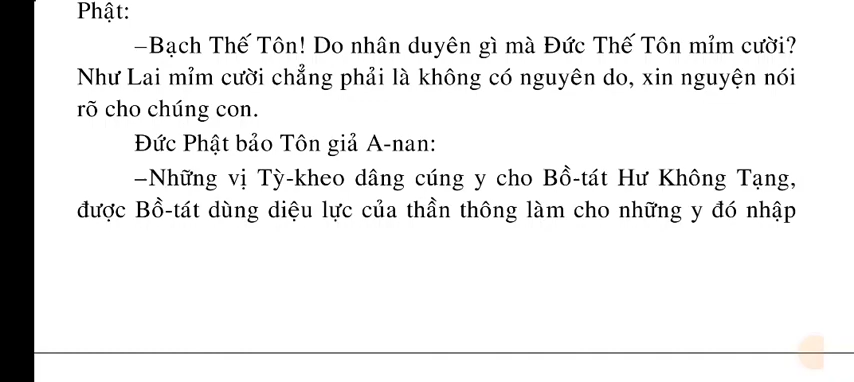 Phật:
–Bạch Thế Tôn! Do nhân duyên gì mà Đức Thế Tôn mỉm cười?
Như Lai mỉm cười chẳng phải là không có nguyên do, xin nguyện nói
rõ cho chúng con.
Đức Phật bảo Tôn giả A-nan:
–Những vị Tỳ-kheo dâng cúng y cho Bồ-tát Hư Không Tạng,
được Bồ-tát dùng diệu lực của thần thông làm cho những y đó nhập